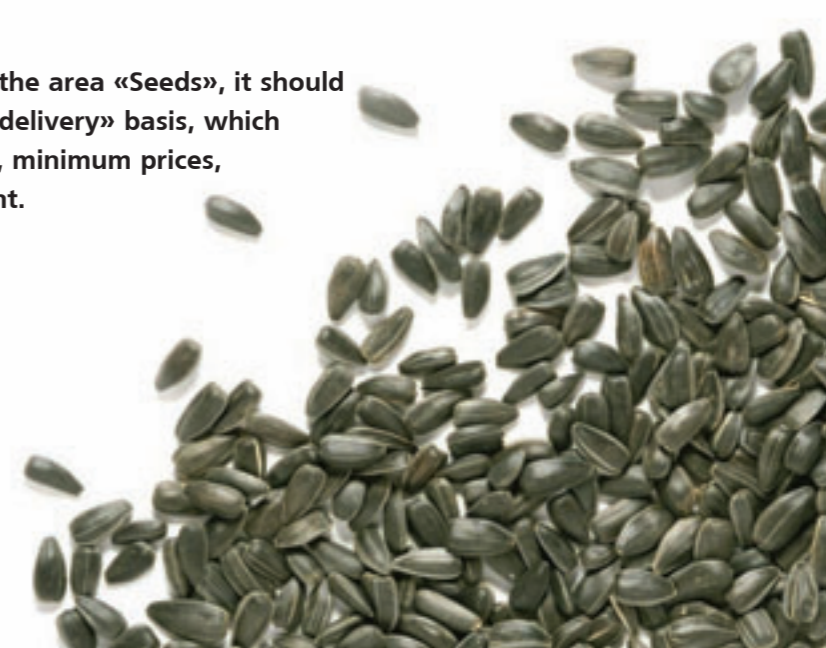 the area «Seeds», it should
delivery» basis, which
, minimum prices,
nt.